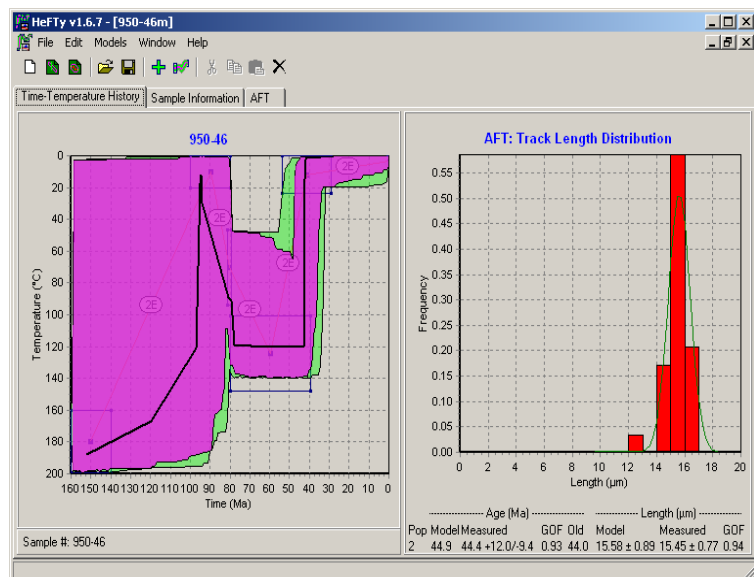 HeFTy v1.6.7 - [950-46m]
File Edit Models Window Help
Time-Temperature History Sample Information AFT
950-46
0
20
40
60
80
100
120
140
160
180
200
Temperature (°C)
2E
2E
2E
2E
2E
160 150 140 130 120 110 100 90 80 70 60 50 40 30 20 10 0
Time (Ma)
Sample #: 950-46
AFT: Track Length Distribution
0.55
0.50
0.45
0.40
0.35
0.30
0.25
0.20
0.15
0.10
0.05
0.00
Frequency
0 2 4 6 8 10 12 14 16 18 20
Length (µm)
Age (Ma) Length (µm)
Pop Model Measured GOF Old Model Measured GOF
2 44.9 44.4 +12.0/-9.4 0.93 44.0 15.58 ± 0.89 15.45 ± 0.77 0.94